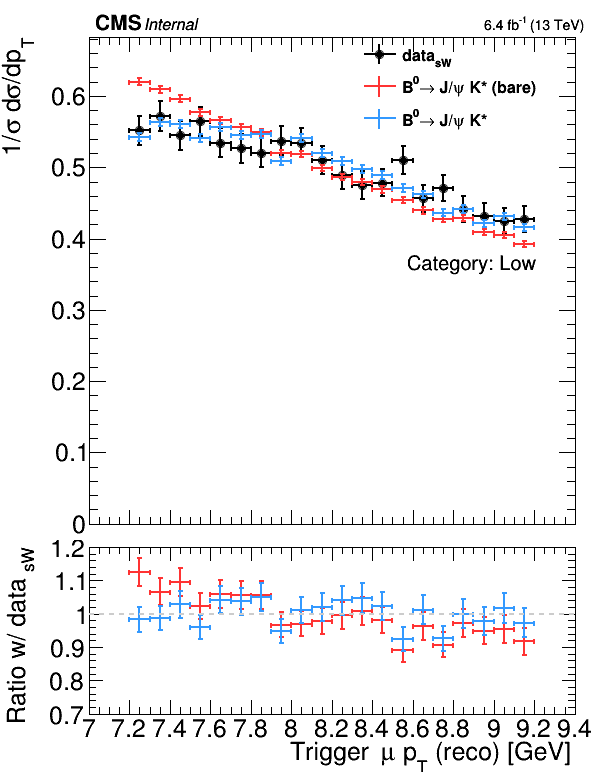 CMS Internal 6.4 fb⁻¹ (13 TeV)
1/σ dσ/dp_T
data_sW
B⁰→ J/ψ K* (bare)
B⁰→ J/ψ K*
Category: Low
0.6
0.5
0.4
0.3
0.2
0.1
0
Ratio w/ data sW
1.2
1.1
1
0.9
0.8
0.7
7 7.2 7.4 7.6 7.8 8 8.2 8.4 8.6 8.8 9 9.2 9.4
Trigger μ p_T (reco) [GeV]